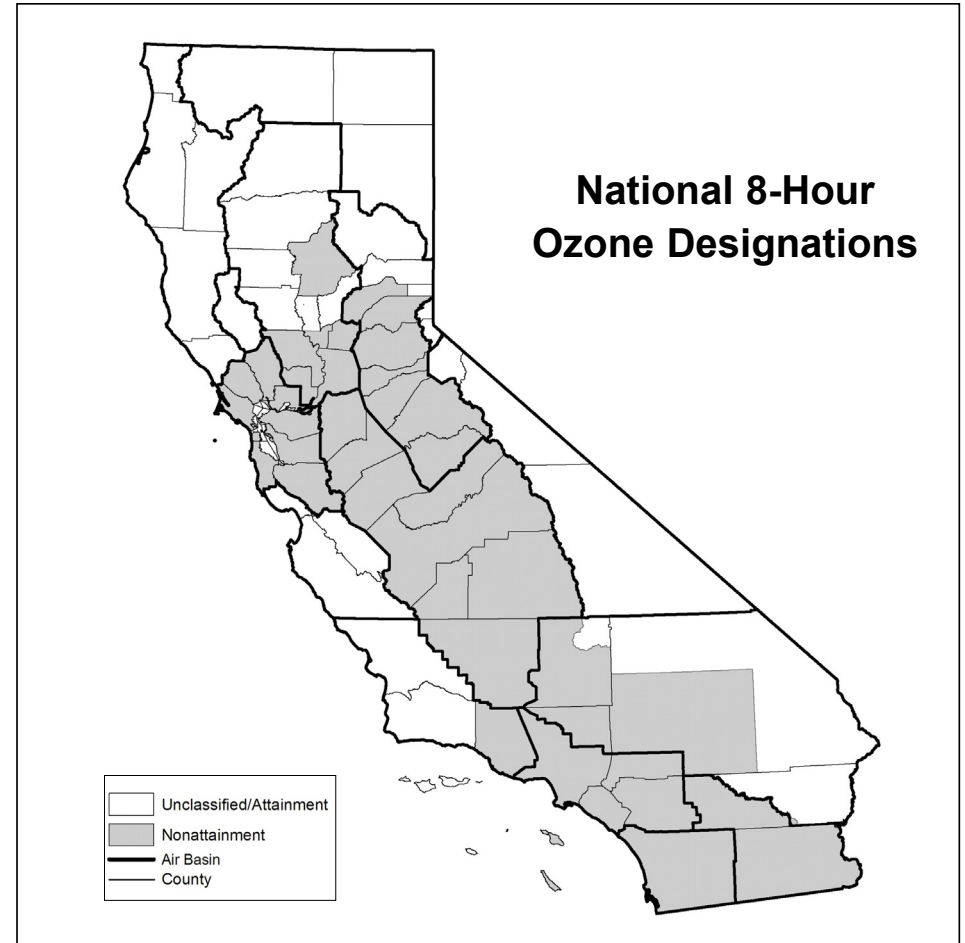 National 8-Hour
Ozone Designations
Unclassified/Attainment
Nonattainment
Air Basin
County